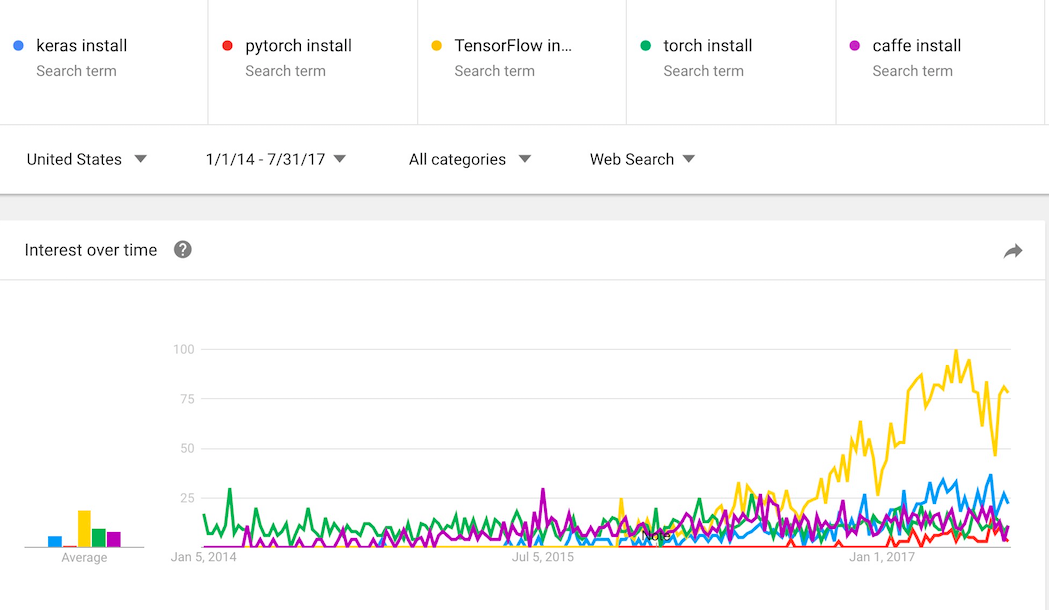 keras install
pytorch install
TensorFlow in...
torch install
caffe install
Search term
Search term
Search term
Search term
Search term
United States
1/1/14 - 7/31/17
All categories
Web Search
Interest over time
?
100
75
50
25
Note
Average
Jan 5, 2014
Jul 5, 2015
Jan 1, 2017